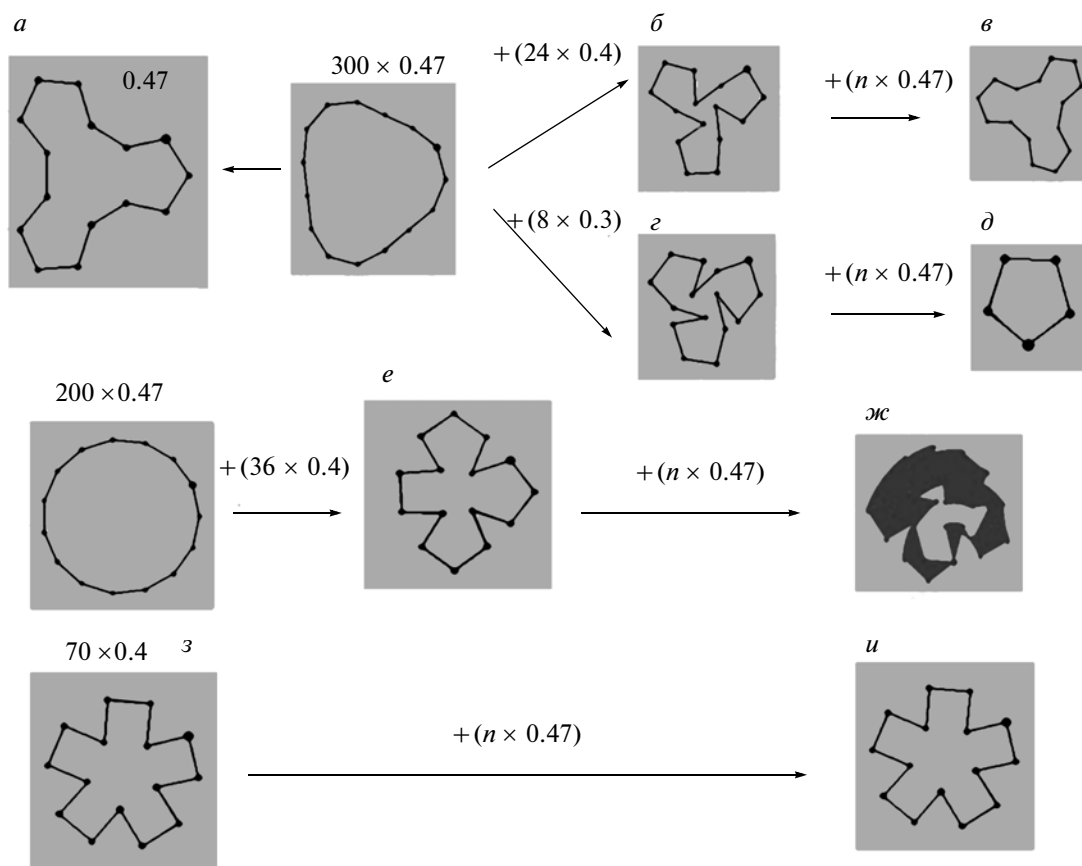 а
0.47
300 × 0.47
+ (24 × 0.4)
б
+ (n × 0.47)
в
+ (8 × 0.3)
г
+ (n × 0.47)
д
200 × 0.47
+ (36 × 0.4)
е
+ (n × 0.47)
ж
70 × 0.4
з
+ (n × 0.47)
и